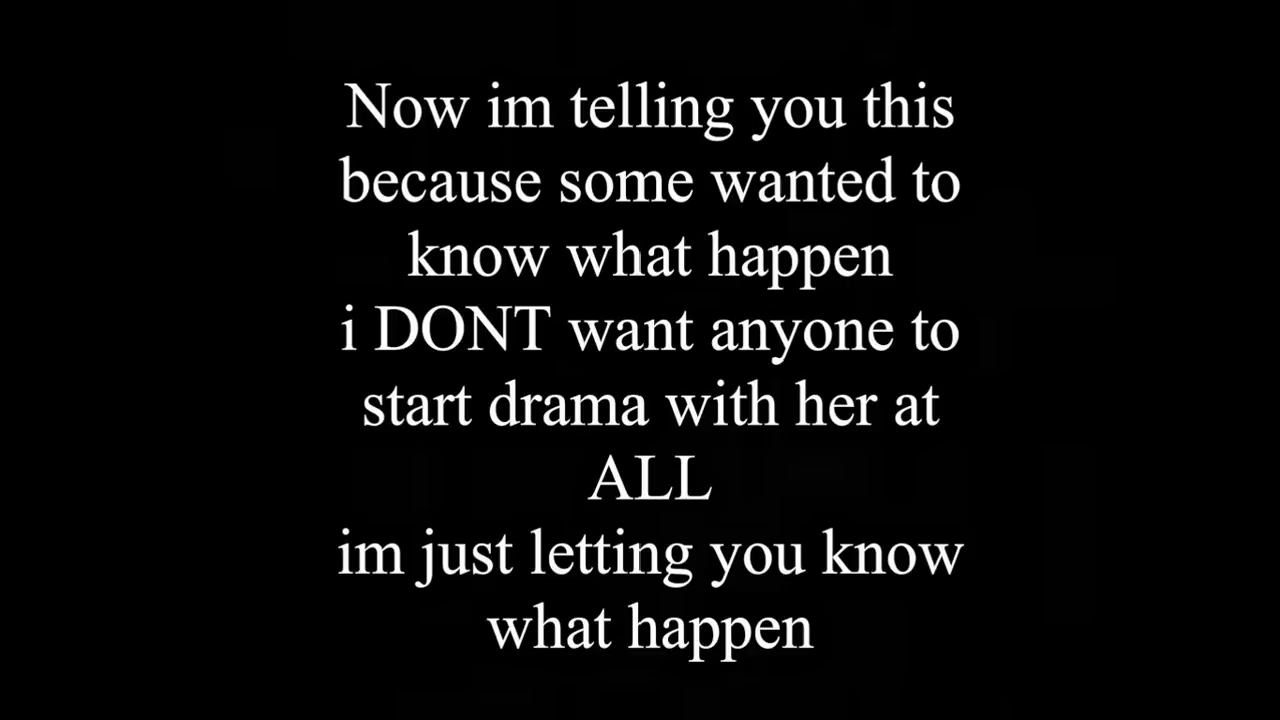 Now im telling you this
because some wanted to
know what happen
i DONT want anyone to
start drama with her at
ALL
im just letting you know
what happen